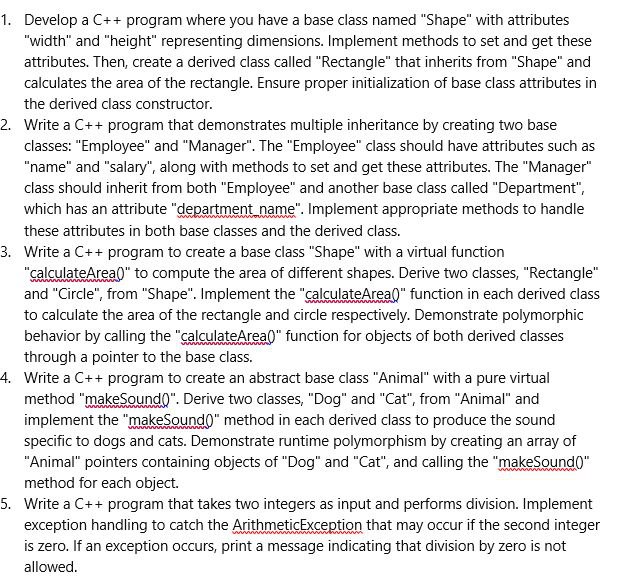 1. Develop a C++ program where you have a base class named "Shape" with attributes
"width" and "height" representing dimensions. Implement methods to set and get these
attributes. Then, create a derived class called "Rectangle" that inherits from "Shape" and
calculates the area of the rectangle. Ensure proper initialization of base class attributes in
the derived class constructor.
2. Write a C++ program that demonstrates multiple inheritance by creating two base
classes: "Employee" and "Manager". The "Employee" class should have attributes such as
"name" and "salary", along with methods to set and get these attributes. The "Manager"
class should inherit from both "Employee" and another base class called "Department",
which has an attribute "department_name". Implement appropriate methods to handle
these attributes in both base classes and the derived class.
3. Write a C++ program to create a base class "Shape" with a virtual function
"calculateArea()" to compute the area of different shapes. Derive two classes, "Rectangle"
and "Circle", from "Shape". Implement the "calculateArea()" function in each derived class
to calculate the area of the rectangle and circle respectively. Demonstrate polymorphic
behavior by calling the "calculateArea()" function for objects of both derived classes
through a pointer to the base class.
4. Write a C++ program to create an abstract base class "Animal" with a pure virtual
method "makeSound()". Derive two classes, "Dog" and "Cat", from "Animal" and
implement the "makeSound()" method in each derived class to produce the sound
specific to dogs and cats. Demonstrate runtime polymorphism by creating an array of
"Animal" pointers containing objects of "Dog" and "Cat", and calling the "makeSound()"
method for each object.
5. Write a C++ program that takes two integers as input and performs division. Implement
exception handling to catch the ArithmeticException that may occur if the second integer
is zero. If an exception occurs, print a message indicating that division by zero is not
allowed.